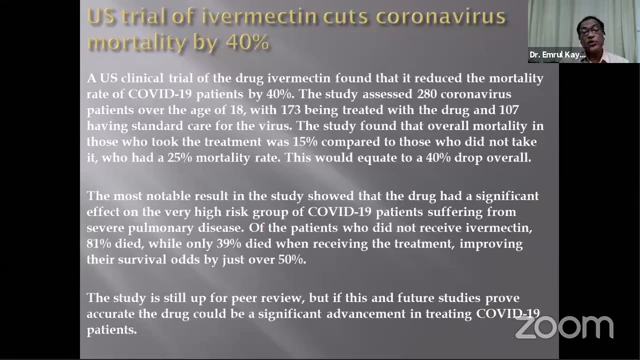 US trial of ivermectin cuts coronavirus
mortality by 40%
Dr. Emrul Kay...
A US clinical trial of the drug ivermectin found that it reduced the mortality
rate of COVID-19 patients by 40%. The study assessed 280 coronavirus
patients over the age of 18, with 173 being treated with the drug and 107
having standard care for the virus. The study found that overall mortality in
those who took the treatment was 15% compared to those who did not take
it, who had a 25% mortality rate. This would equate to a 40% drop overall.
The most notable result in the study showed that the drug had a significant
effect on the very high risk group of COVID-19 patients suffering from
severe pulmonary disease. Of the patients who did not receive ivermectin,
81% died, while only 39% died when receiving the treatment, improving
their survival odds by just over 50%.
The study is still up for peer review, but if this and future studies prove
accurate the drug could be a significant advancement in treating COVID-19
patients.
zoom